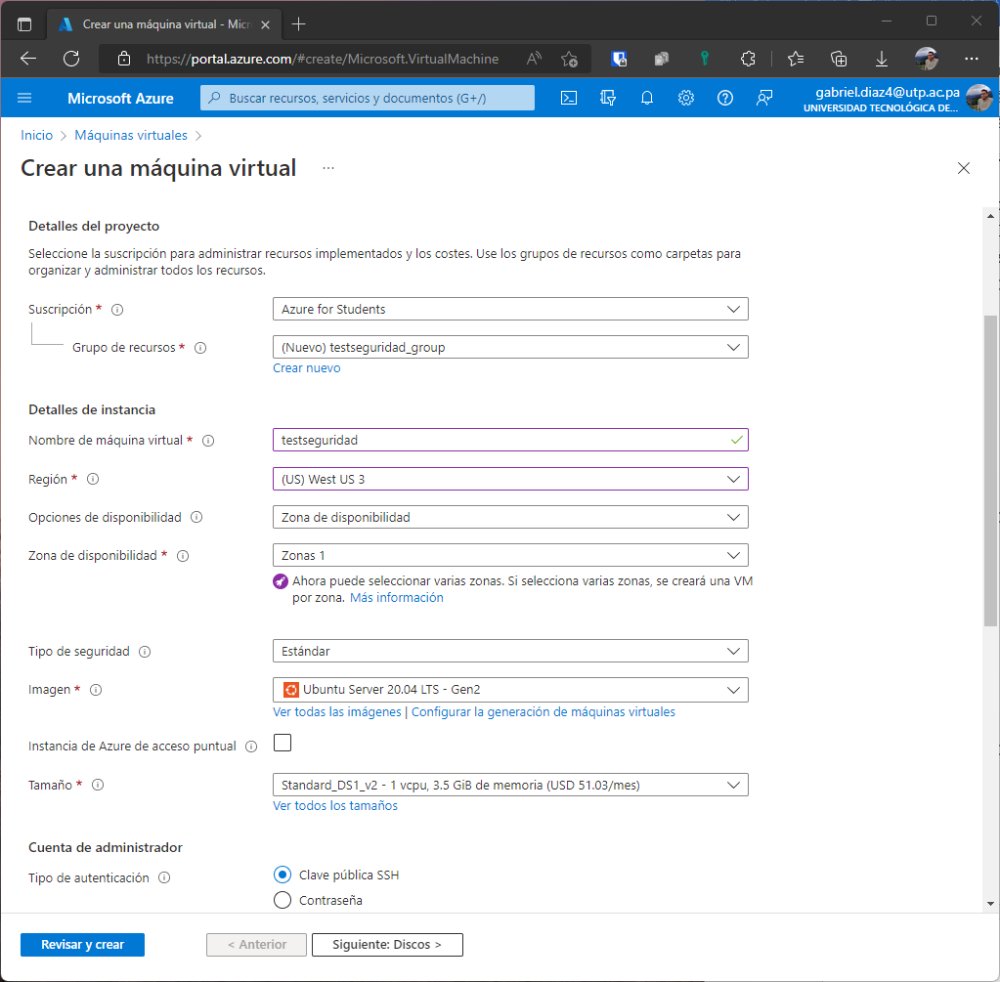 Crear una máquina virtual - Micr
https://portal.azure.com/#create/Microsoft.VirtualMachine
Microsoft Azure
Buscar recursos, servicios y documentos (G+/)
gabriel.diaz4@utp.ac.pa
UNIVERSIDAD TECNOLÓGICA DE...
Inicio > Máquinas virtuales >
Crear una máquina virtual ...
Detalles del proyecto
Seleccione la suscripción para administrar recursos implementados y los costes. Use los grupos de recursos como carpetas para
organizar y administrar todos los recursos.
Suscripción *
Azure for Students
Grupo de recursos *
(Nuevo) testseguridad_group
Crear nuevo
Detalles de instancia
Nombre de máquina virtual *
testseguridad
Región *
(US) West US 3
Opciones de disponibilidad
Zona de disponibilidad
Zona de disponibilidad *
Zonas 1
Ahora puede seleccionar varias zonas. Si selecciona varias zonas, se creará una VM
por zona. Más información
Tipo de seguridad
Estándar
Imagen *
Ubuntu Server 20.04 LTS - Gen2
Ver todas las imágenes | Configurar la generación de máquinas virtuales
Instancia de Azure de acceso puntual
Tamaño *
Standard_DS1_v2 - 1 vcpu, 3.5 GiB de memoria (USD 51.03/mes)
Ver todos los tamaños
Cuenta de administrador
Tipo de autenticación
Clave pública SSH
Contraseña
Revisar y crear
< Anterior
Siguiente: Discos >